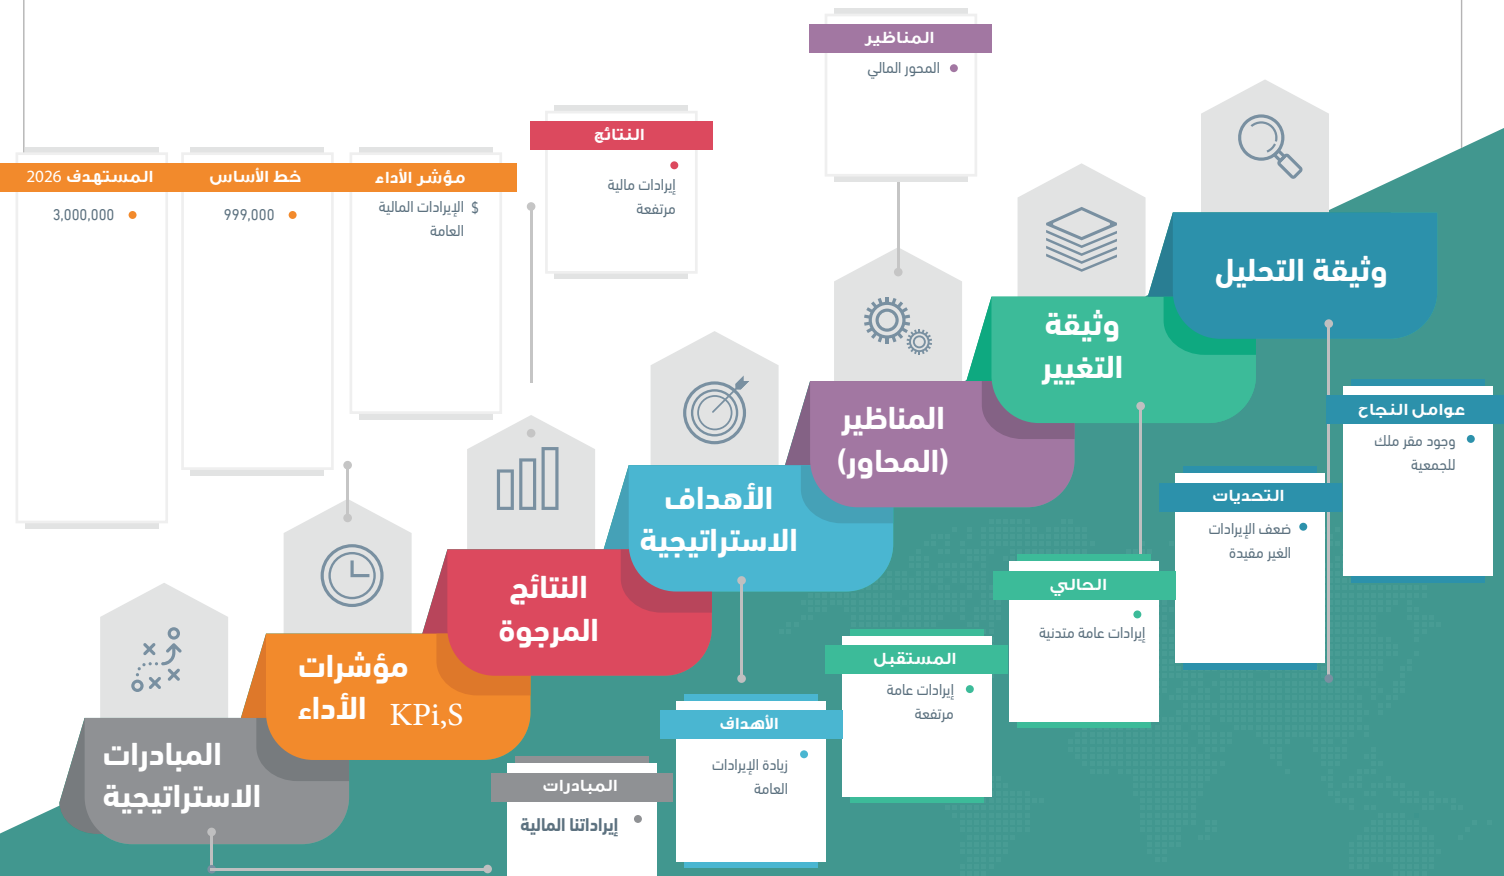 المناظير
المحور المالي
النتائج
إيرادات مالية
مرتفعة
مؤشر الأداء
$ الإيرادات المالية
العامة
خط الأساس
999,000
المستهدف 2026
3,000,000
وثيقة التحليل
وثيقة
التغيير
المناظير
(المحاور)
الأهداف
الاستراتيجية
النتائج
المرجوة
مؤشرات
الأداء KPi,S
المبادرات
الاستراتيجية
عوامل النجاح
وجود مقر ملك
للجمعية
التحديات
ضعف الإيرادات
الغير مقيدة
الحالي
إيرادات عامة متدنية
المستقبل
إيرادات عامة
مرتفعة
الأهداف
زيادة الإيرادات
العامة
المبادرات
إيراداتنا المالية